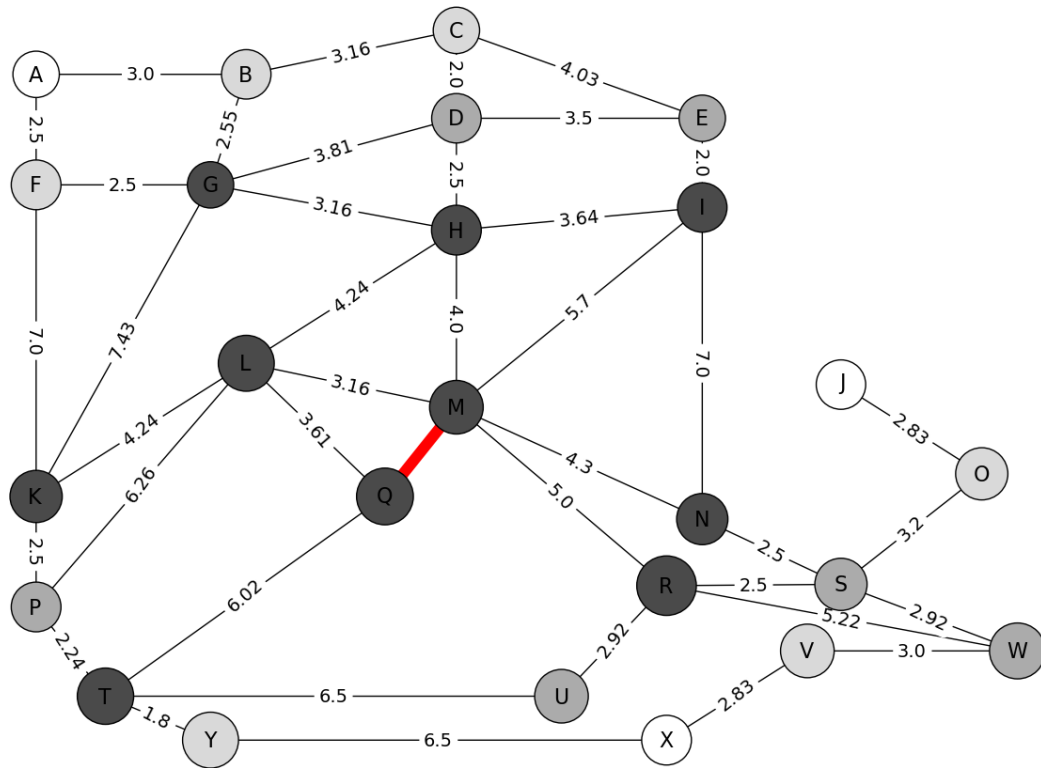 C
A 3.0 B 3.16
4.03
2.0
2.5 2.55 D 3.5 E
3.81
2.0
F 2.5 G 2.5
3.16 H 3.64 I
4.24 4.0 5.7
7.0 7.43 7.0
L 3.16 J
M 2.83
4.24 3.61
6.26 4.3 O
K Q 5.0
N 3.2
2.5 2.5
R 2.5 S
6.02
P 5.22 2.92
2.24 2.92 V 3.0 W
T 6.5 U 2.83
1.8
Y 6.5 X